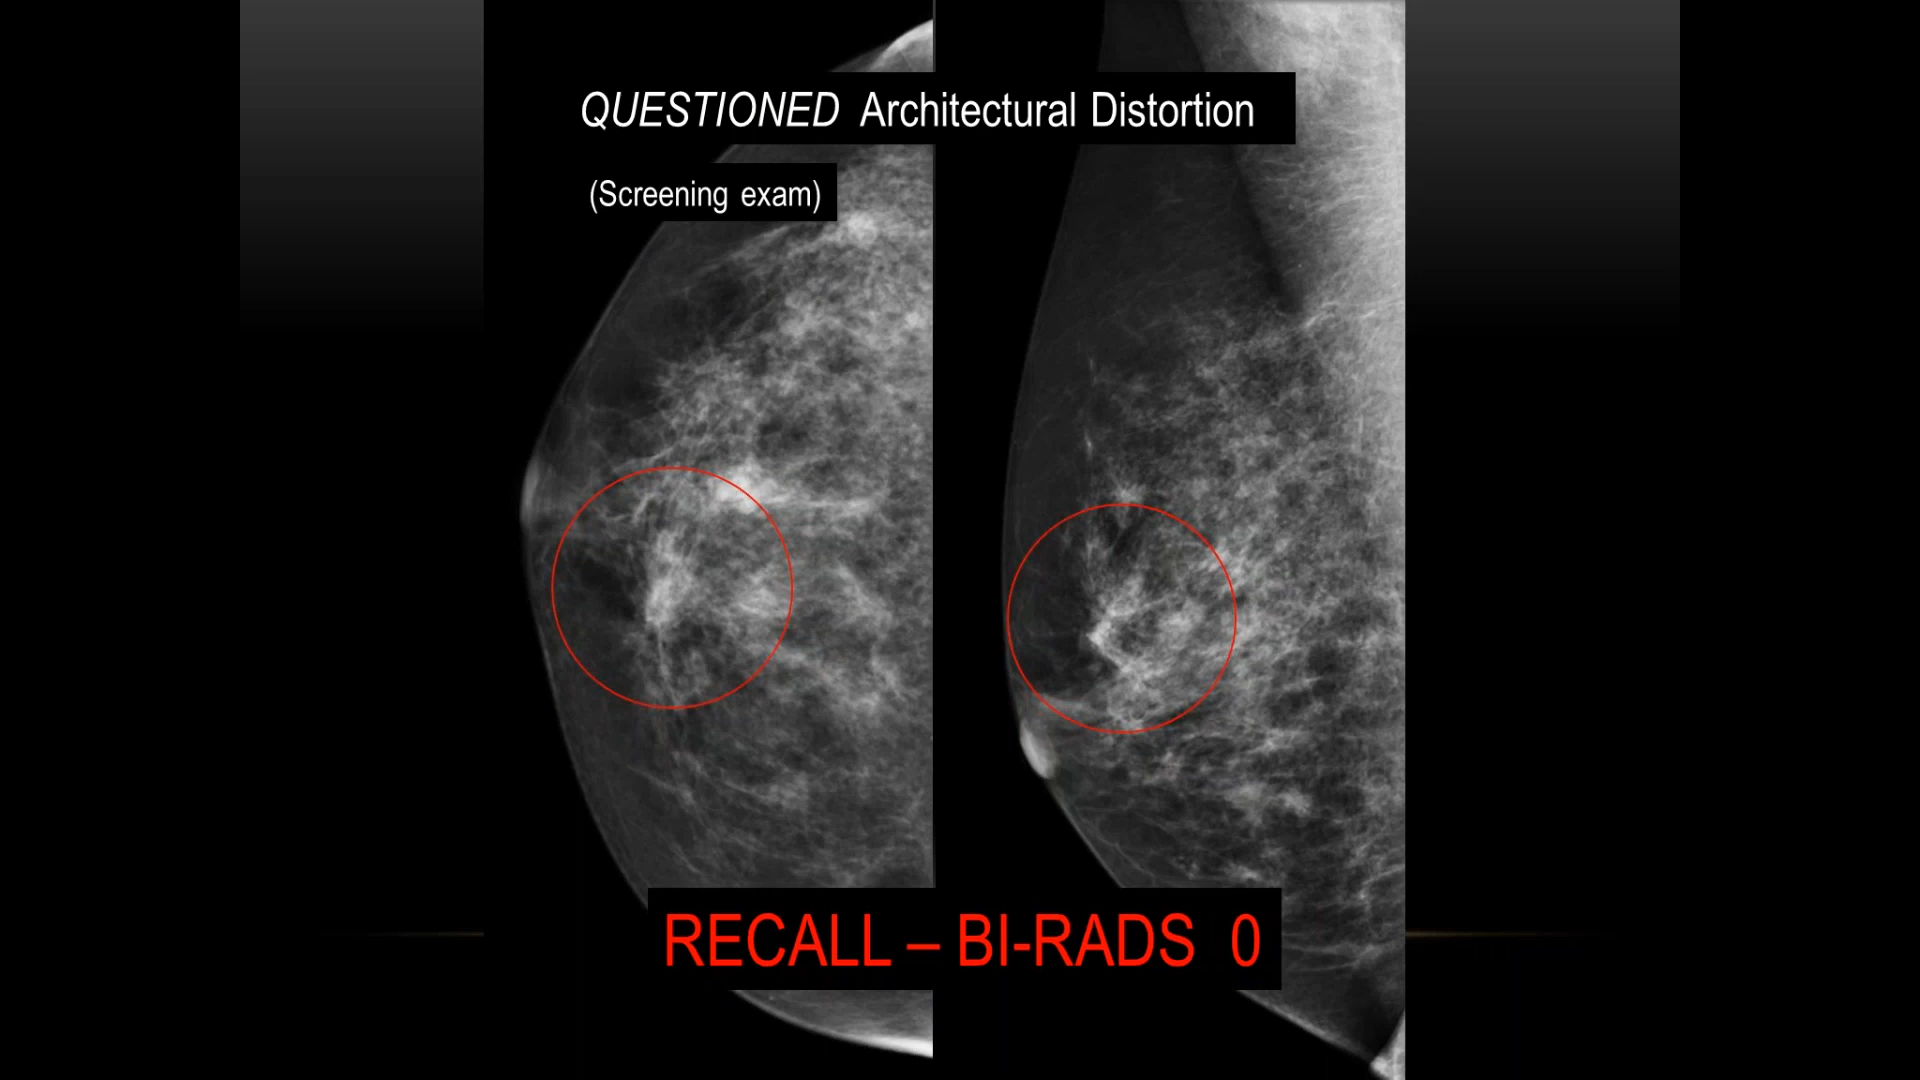 QUESTIONED Architectural Distortion
(Screening exam)
RECALL – BI-RADS 0